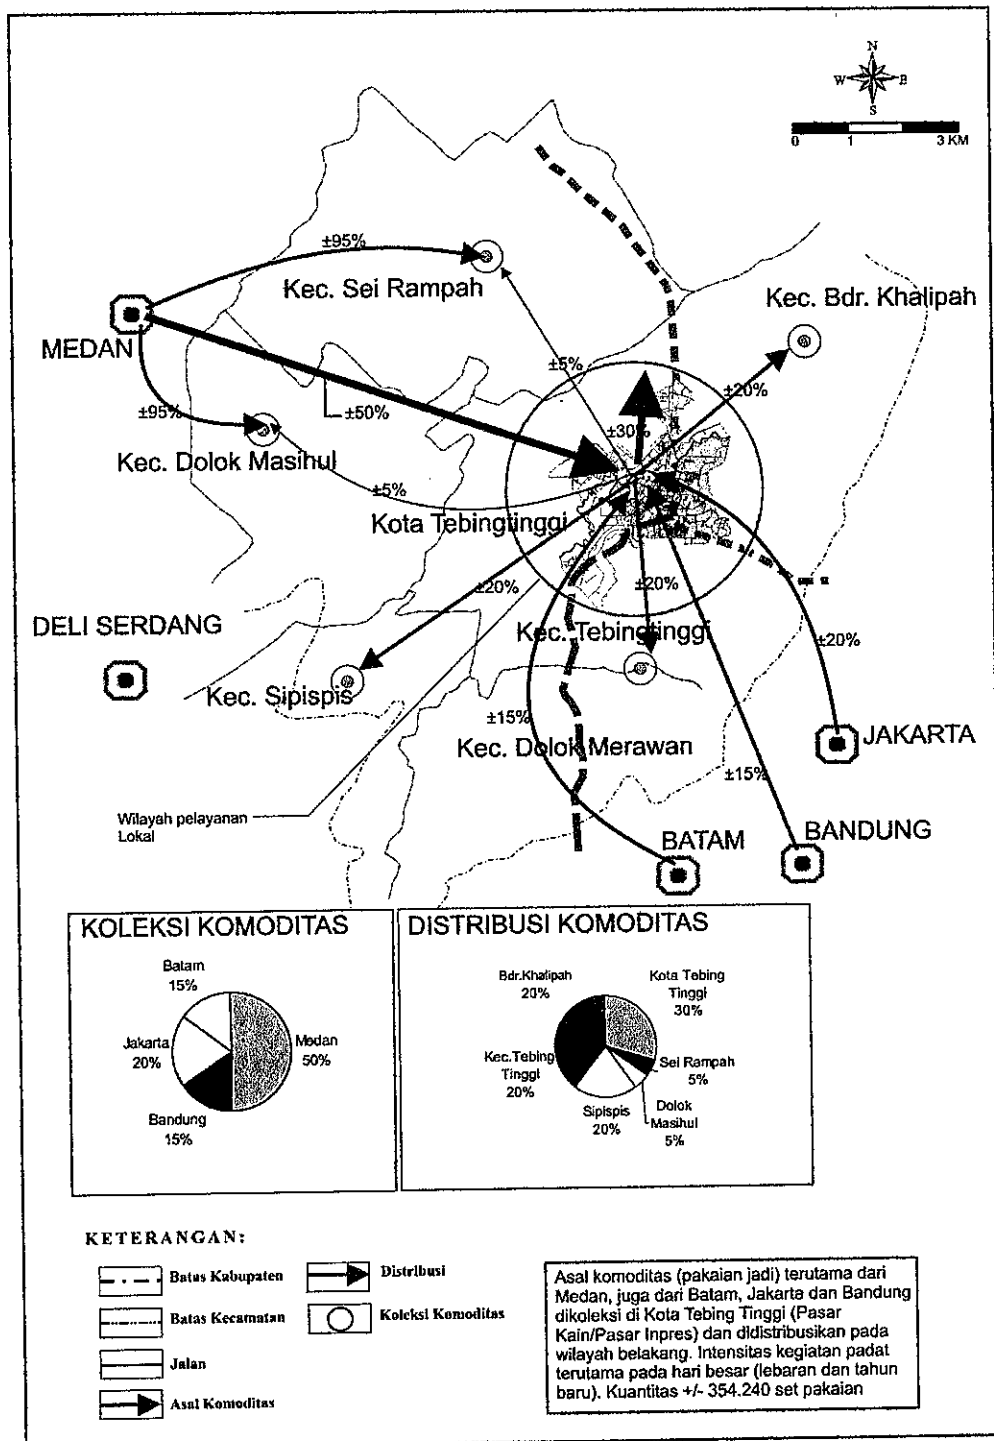 N
W E
S
0 1 3 KM
±95%
Kec. Sei Rampah
Kec. Bdr. Khalipah
MEDAN
±5%
±20%
±50%
±95%
±30%
Kec. Dolok Masihul
±5%
Kota Tebingtinggi
±20%
±20%
DELI SERDANG
Kec. Tebingtinggi
±20%
Kec. Sipispis
±15%
Kec. Dolok Merawan
JAKARTA
±15%
Wilayah pelayanan
Lokal
BATAM
BANDUNG
KOLEKSI KOMODITAS
Batam
15%
Jakarta
20%
Medan
50%
Bandung
15%
DISTRIBUSI KOMODITAS
Bdr.Khalipah
20%
Kota Tebing
Tinggi
30%
Kec.Tebing
Tinggi
20%
Sei Rampah
5%
Sipispis
20%
Dolok
Masihul
5%
KETERANGAN:
Batas Kabupaten
Batas Kecamatan
Jalan
Asal Komoditas
Distribusi
Koleksi Komoditas
Asal komoditas (pakaian jadi) terutama dari
Medan, juga dari Batam, Jakarta dan Bandung
dikoleksi di Kota Tebing Tinggi (Pasar
Kain/Pasar Inpres) dan didistribusikan pada
wilayah belakang. Intensitas kegiatan padat
terutama pada hari besar (lebaran dan tahun
baru). Kuantitas +/- 354.240 set pakaian